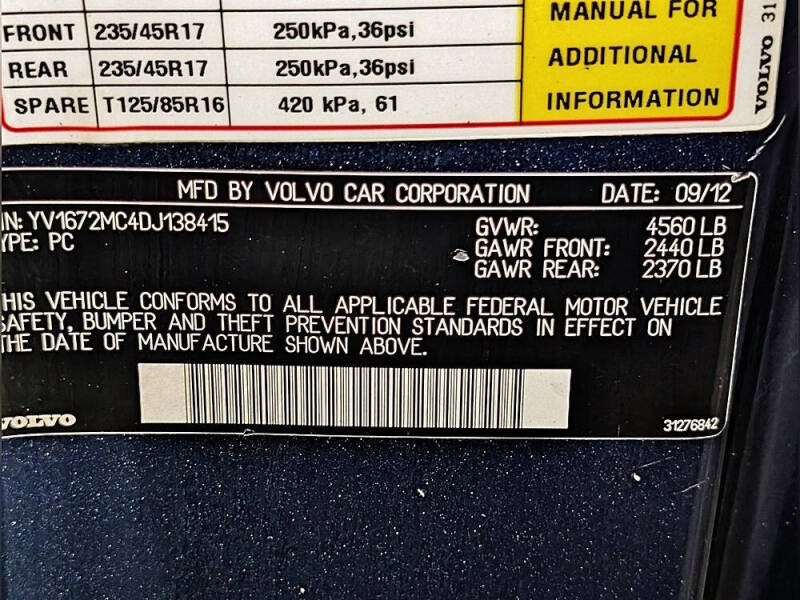 FRONT 235/45R17 250kPa,36psi
REAR 235/45R17 250kPa,36psi
SPARE T125/85R16 420 kPa, 61
MANUAL FOR
ADDITIONAL
INFORMATION
VOLVO 31
MFD BY VOLVO CAR CORPORATION DATE: 09/12
IN: YV1672MC4DJ138415
YPE: PC
GVWR: 4560 LB
GAWR FRONT: 2440 LB
GAWR REAR: 2370 LB
HIS VEHICLE CONFORMS TO ALL APPLICABLE FEDERAL MOTOR VEHICLE
SAFETY, BUMPER AND THEFT PREVENTION STANDARDS IN EFFECT ON
THE DATE OF MANUFACTURE SHOWN ABOVE.
VOLVO
31276842